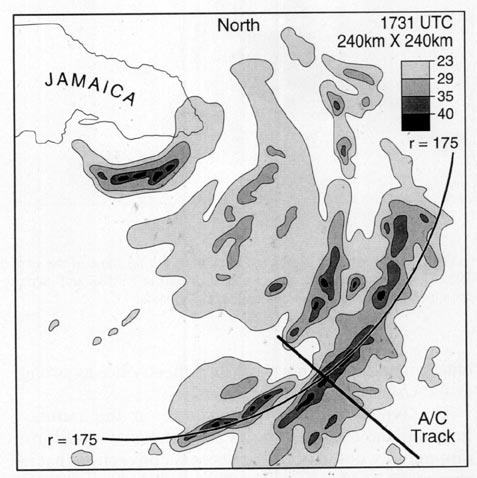 North
1731 UTC
240km X 240km
JAMAICA
23
29
35
40
r = 175
A/C
Track
r = 175